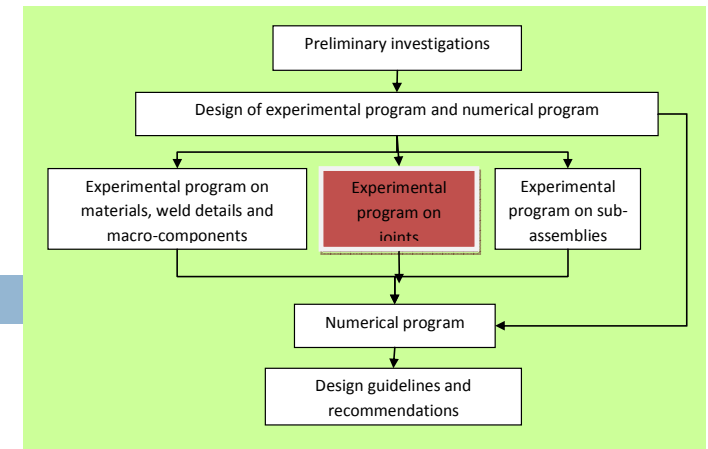 Preliminary investigations
Design of experimental program and numerical program
Experimental program on
materials, weld details and
macro-components
Experimental
program on
joints
Experimental
program on sub-
assemblies
Numerical program
Design guidelines and
recommendations